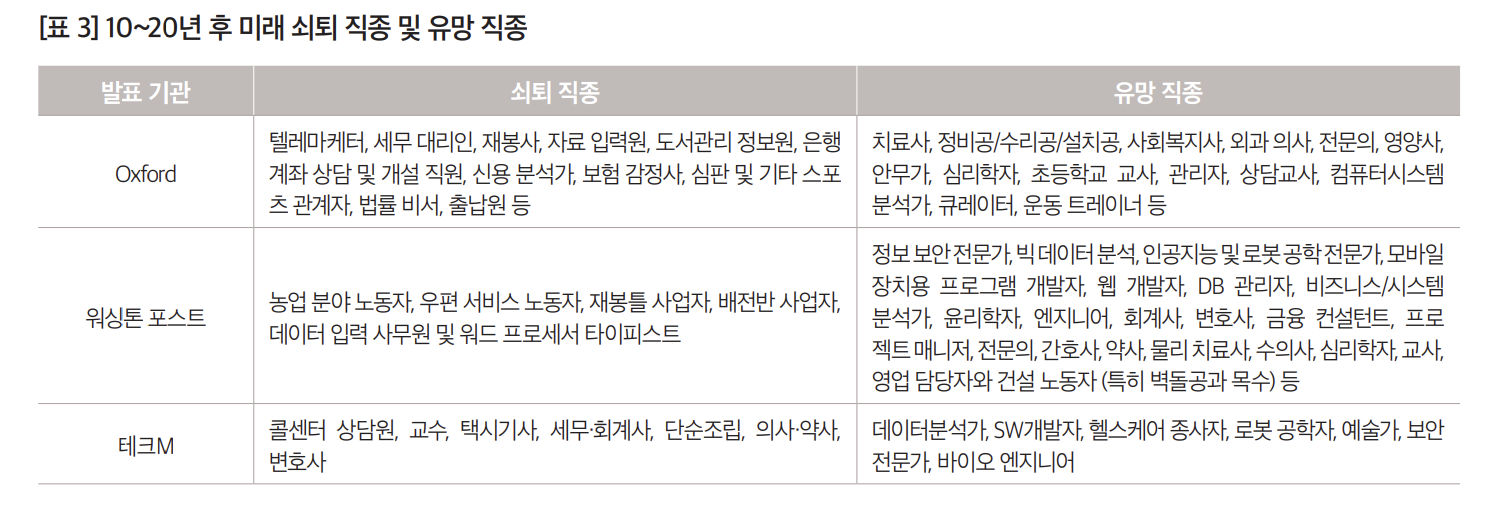 [표 3] 10~20년 후 미래 쇠퇴 직종 및 유망 직종
발표 기관
쇠퇴 직종
유망 직종
Oxford
텔레마케터, 세무 대리인, 재봉사, 자료 입력원, 도서관리 정보원, 은행
계좌 상담 및 개설 직원, 신용 분석가, 보험 감정사, 심판 및 기타 스포
츠 관계자, 법률 비서, 출납원 등
치료사, 정비공/수리공/설치공, 사회복지사, 외과 의사, 전문의, 영양사,
안무가, 심리학자, 초등학교 교사, 관리자, 상담교사, 컴퓨터시스템
분석가, 큐레이터, 운동 트레이너 등
워싱톤 포스트
농업 분야 노동자, 우편 서비스 노동자, 재봉틀 사업자, 배전반 사업자,
데이터 입력 사무원 및 워드 프로세서 타이피스트
정보 보안 전문가, 빅 데이터 분석, 인공지능 및 로봇 공학 전문가, 모바일
장치용 프로그램 개발자, 웹 개발자, DB 관리자, 비즈니스/시스템
분석가, 윤리학자, 엔지니어, 회계사, 변호사, 금융 컨설턴트, 프로
젝트 매니저, 전문의, 간호사, 약사, 물리 치료사, 수의사, 심리학자, 교사,
영업 담당자와 건설 노동자 (특히 벽돌공과 목수) 등
테크M
콜센터 상담원, 교수, 택시기사, 세무·회계사, 단순조립, 의사·약사,
변호사
데이터분석가, SW개발자, 헬스케어 종사자, 로봇 공학자, 예술가, 보안
전문가, 바이오 엔지니어